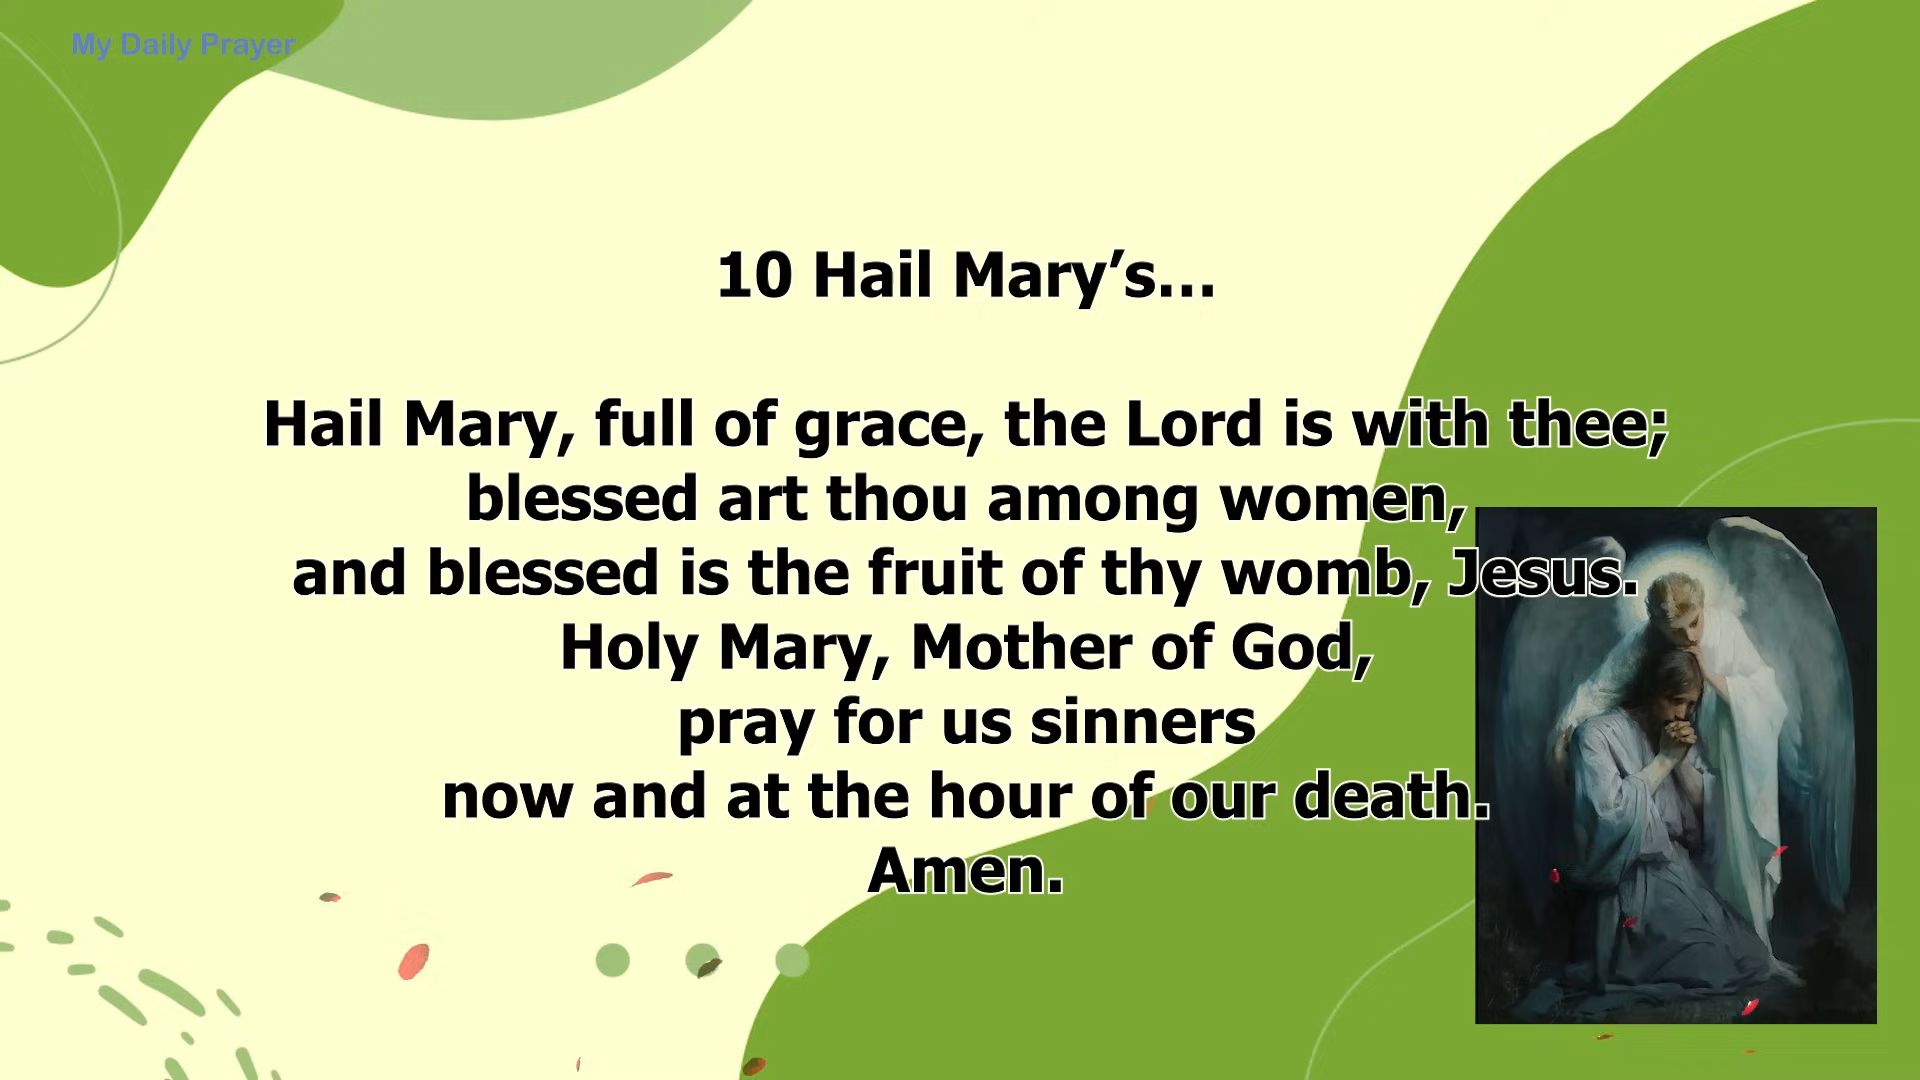 My Daily Prayer
10 Hail Mary’s...
Hail Mary, full of grace, the Lord is with thee;
blessed art thou among women,
and blessed is the fruit of thy womb, Jesus.
Holy Mary, Mother of God,
pray for us sinners
now and at the hour of our death.
Amen.